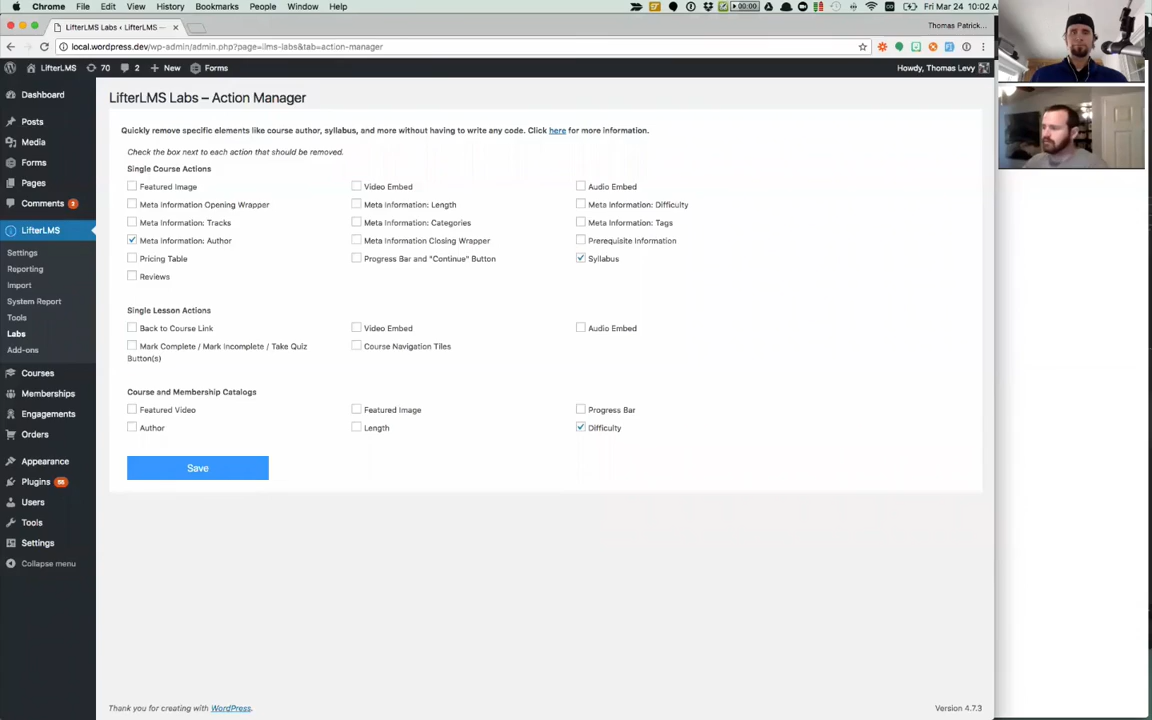 Chrome File Edit View History Bookmarks People Window Help 00:00 Fri Mar 24 10:02
LifterLMS Labs ‹ LifterLMS — Thomas Patrick...
local.wordpress.dev/wp-admin/admin.php?page=llms-labs&tab=action-manager
LifterLMS 70 2 New Forms Howdy, Thomas Levy
Dashboard
Posts
Media
Forms
Pages
Comments 2
LifterLMS
Settings
Reporting
Import
System Report
Tools
Labs
Add-ons
Courses
Memberships
Engagements
Orders
Appearance
Plugins
Users
Tools
Settings
Collapse menu
LifterLMS Labs – Action Manager
Quickly remove specific elements like course author, syllabus, and more without having to write any code. Click here for more information.
Check the box next to each action that should be removed.
Single Course Actions
Featured Image Video Embed Audio Embed
Meta Information Opening Wrapper Meta Information: Length Meta Information: Difficulty
Meta Information: Tracks Meta Information: Categories Meta Information: Tags
Meta Information: Author Meta Information Closing Wrapper Prerequisite Information
Pricing Table Progress Bar and "Continue" Button Syllabus
Reviews
Single Lesson Actions
Back to Course Link Video Embed Audio Embed
Mark Complete / Mark Incomplete / Take Quiz Course Navigation Tiles
Button(s)
Course and Membership Catalogs
Featured Video Featured Image Progress Bar
Author Length Difficulty
Save
Thank you for creating with WordPress. Version 4.7.3